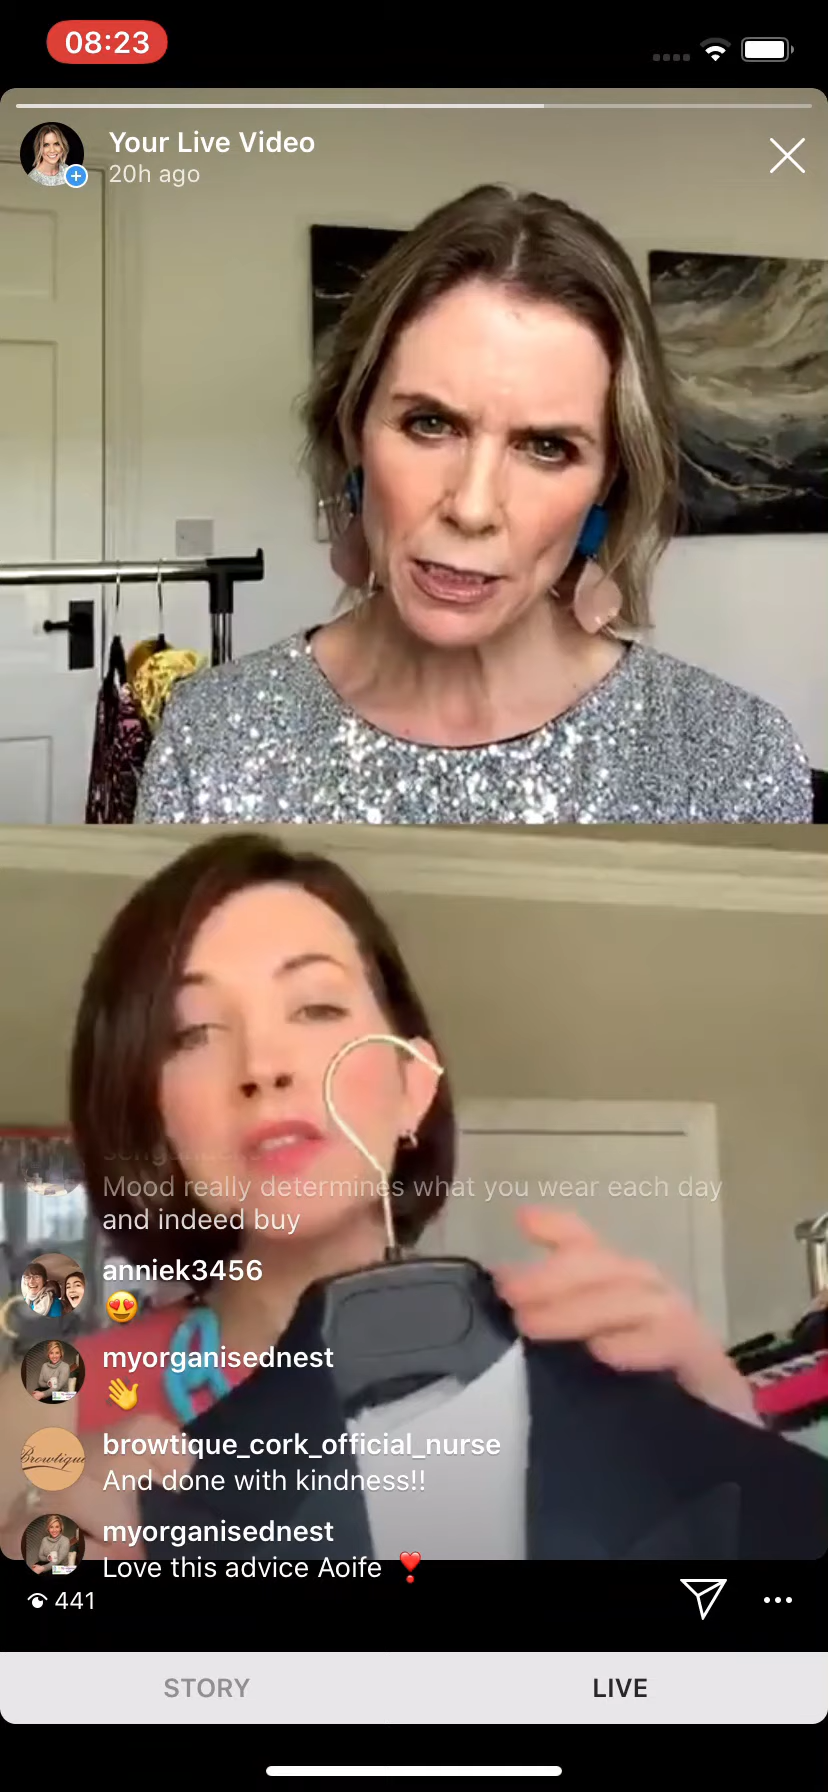 08:23
Your Live Video
20h ago
Mood really determines what you wear each day
and indeed buy
anniek3456
😍
myorganisednest
👋
Browtique
browtique_cork_official_nurse
And done with kindness!!
myorganisednest
Love this advice Aoife ❣️
441
STORY
LIVE